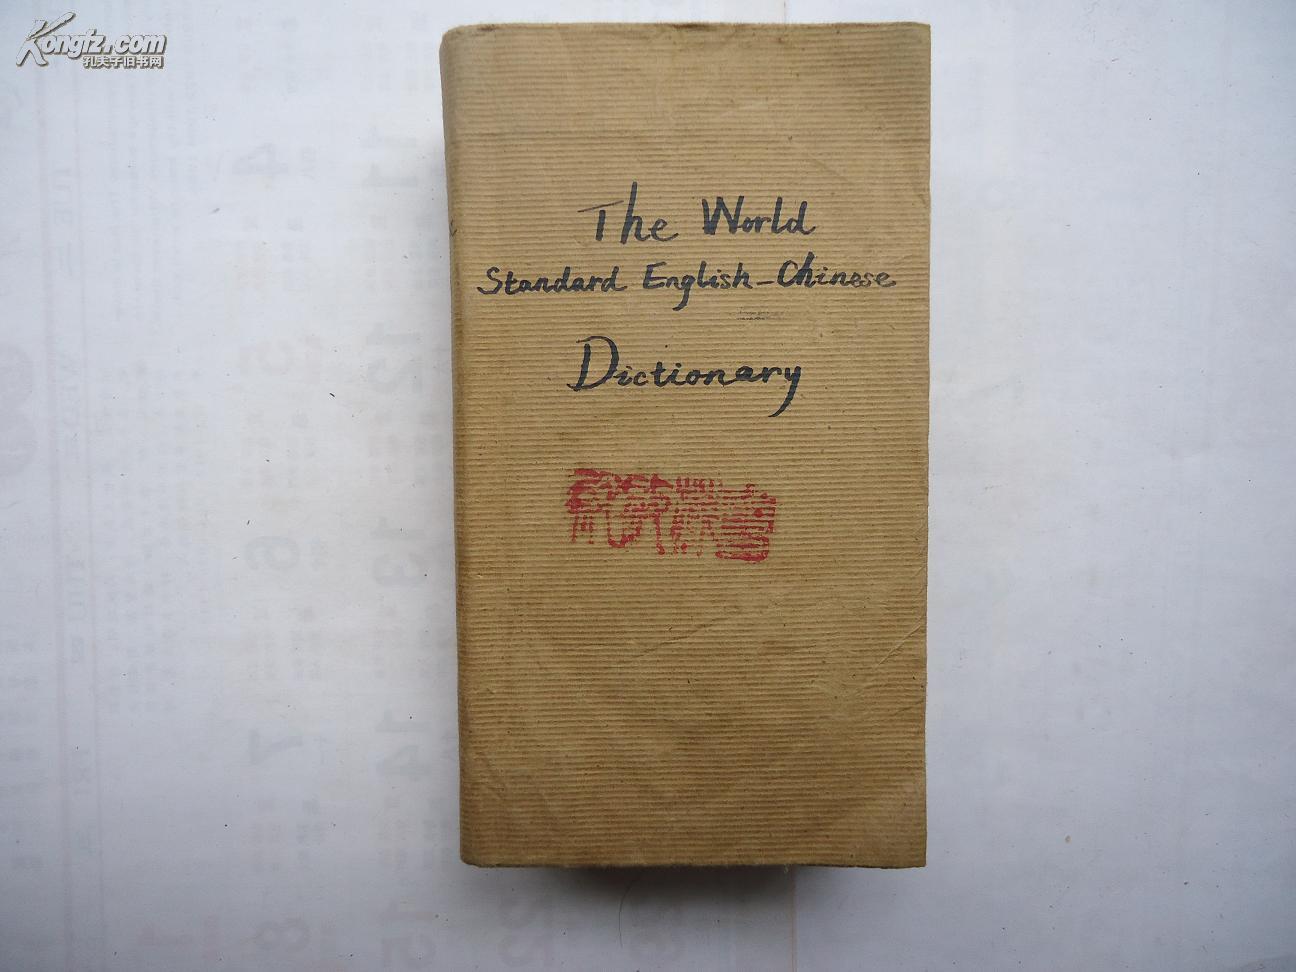 Kongfz.com
孔夫子旧书网
The World
Standard English-Chinese
Dictionary